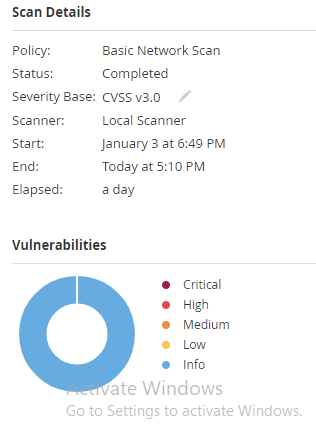 Scan Details
Policy: Basic Network Scan
Status: Completed
Severity Base: CVSS v3.0
Scanner: Local Scanner
Start: January 3 at 6:49 PM
End: Today at 5:10 PM
Elapsed: a day
Vulnerabilities
Critical
High
Medium
Low
Info
Activate Windows
Go to Settings to activate Windows.